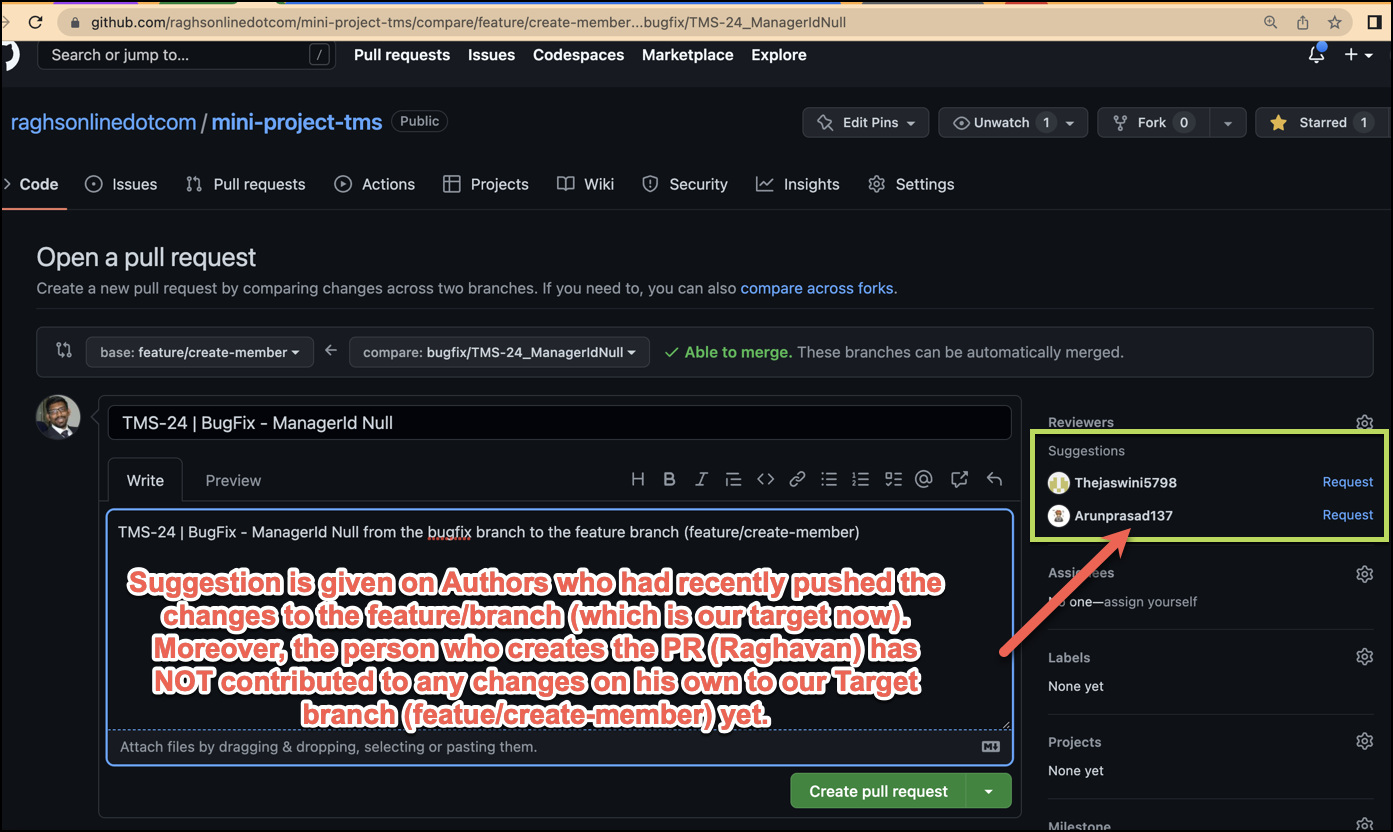 github.com/raghsonlinedotcom/mini-project-tms/compare/feature/create-member...bugfix/TMS-24_ManagerIdNull
Search or jump to... / Pull requests Issues Codespaces Marketplace Explore
raghsonlinedotcom / mini-project-tms Public
Edit Pins Unwatch 1 Fork 0 Starred 1
Code Issues Pull requests Actions Projects Wiki Security Insights Settings
Open a pull request
Create a new pull request by comparing changes across two branches. If you need to, you can also compare across forks.
base: feature/create-member ← compare: bugfix/TMS-24_ManagerIdNull ✓ Able to merge. These branches can be automatically merged.
TMS-24 | BugFix - ManagerId Null
Write Preview
TMS-24 | BugFix - ManagerId Null from the bugfix branch to the feature branch (feature/create-member)
Suggestion is given on Authors who had recently pushed the
changes to the feature/branch (which is our target now).
Moreover, the person who creates the PR (Raghavan) has
NOT contributed to any changes on his own to our Target
branch (featue/create-member) yet.
Attach files by dragging & dropping, selecting or pasting them.
Create pull request
Reviewers
Suggestions
Thejaswini5798 Request
Arunprasad137 Request
Assignees
No one—assign yourself
Labels
None yet
Projects
None yet
Milestone